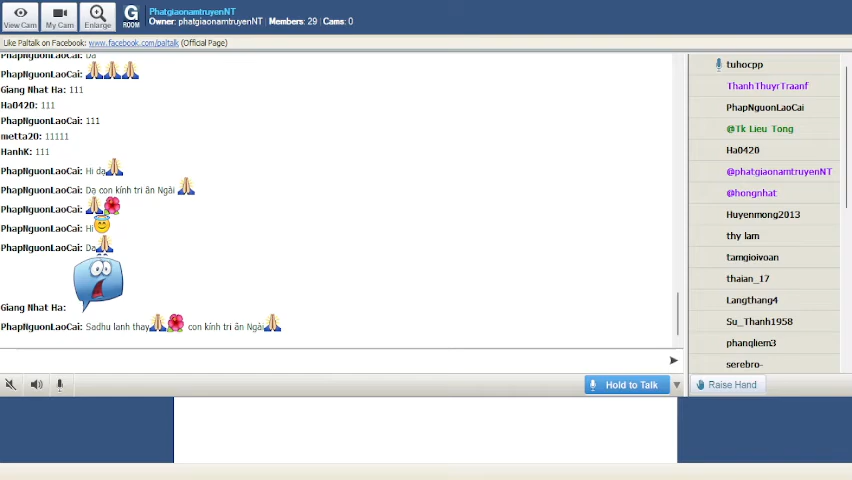 View Cam
My Cam
Enlarge
G
ROOM
PhatgiaonamtruyenNT
Owner: phatgiaonamtruyenNT | Members: 29 | Cams: 0
Like Paltalk on Facebook: www.facebook.com/paltalk (Official Page)
PhapNguonLaoCai: Dạ
PhapNguonLaoCai:
Giang Nhat Ha: 111
Ha0420: 111
PhapNguonLaoCai: 111
metta20: 11111
HanhK: 111
PhapNguonLaoCai: Hi dạ
PhapNguonLaoCai: Dạ con kính tri ân Ngài
PhapNguonLaoCai:
PhapNguonLaoCai: Hi
PhapNguonLaoCai: Dạ
Giang Nhat Ha:
PhapNguonLaoCai: Sadhu lanh thay con kính tri ân Ngài
Hold to Talk
tuhocpp
ThanhThuyrTraanf
PhapNguonLaoCai
@Tk Lieu Tong
Ha0420
@phatgiaonamtruyenNT
@hongnhat
Huyenmong2013
thy lam
tamgioivoan
thaian_17
Langthang4
Su_Thanh1958
phanqliem3
serebro-
Raise Hand